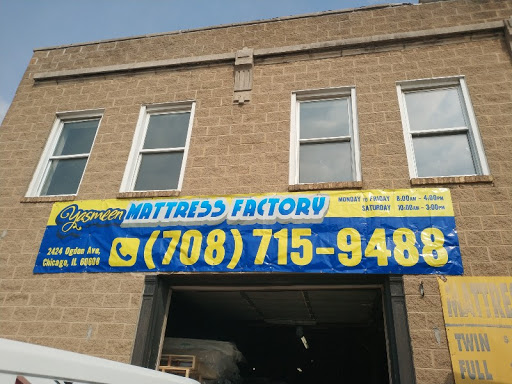 Yasmeen MATTRESS FACTORY
MONDAY TO FRIDAY 8:00AM - 4:00PM
SATURDAY 10:00AM - 3:00PM
2424 Ogden Ave,
Chicago, IL 60608
(708) 715-9488
MATTRE
TWIN
FULL